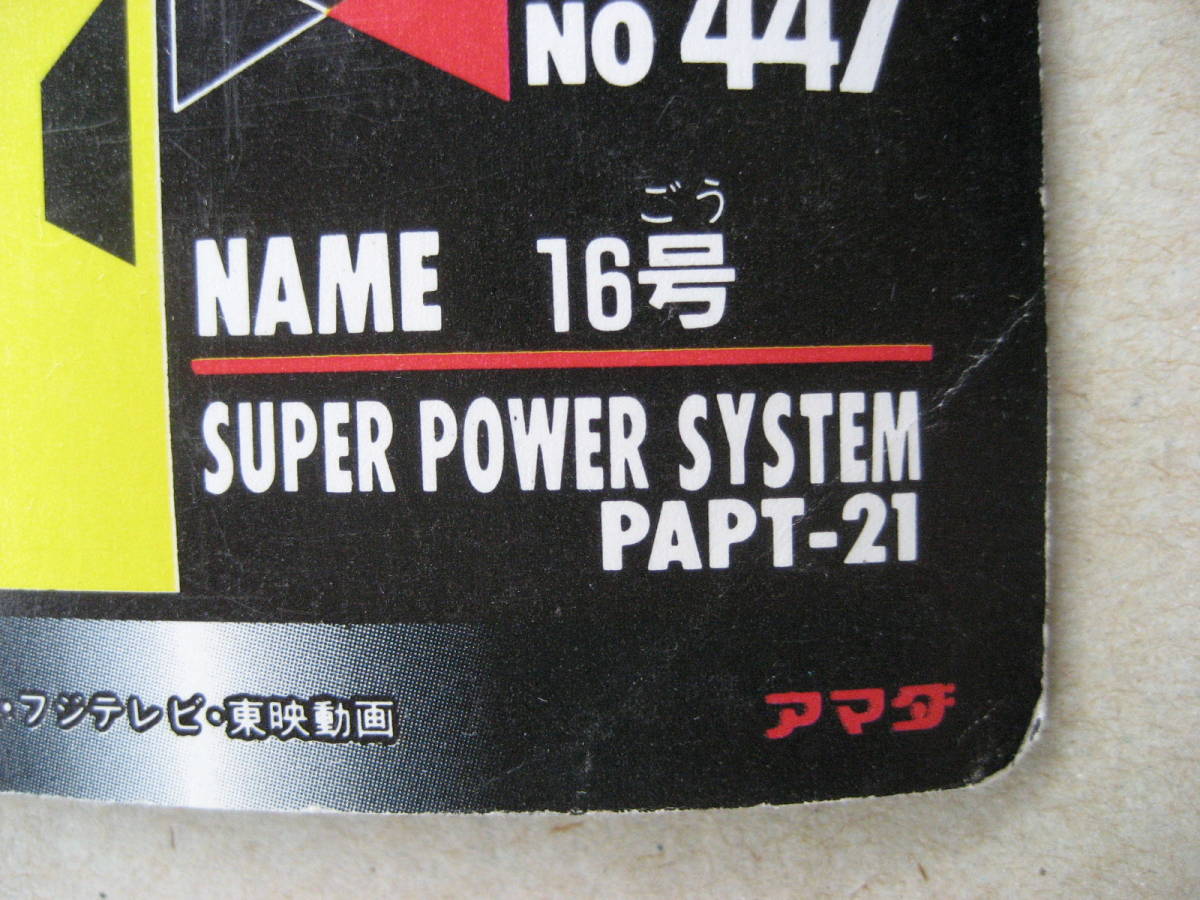 NO 447
ごう
NAME 16号
SUPER POWER SYSTEM
PAPT-21
・フジテレビ・東映動画
アマダ